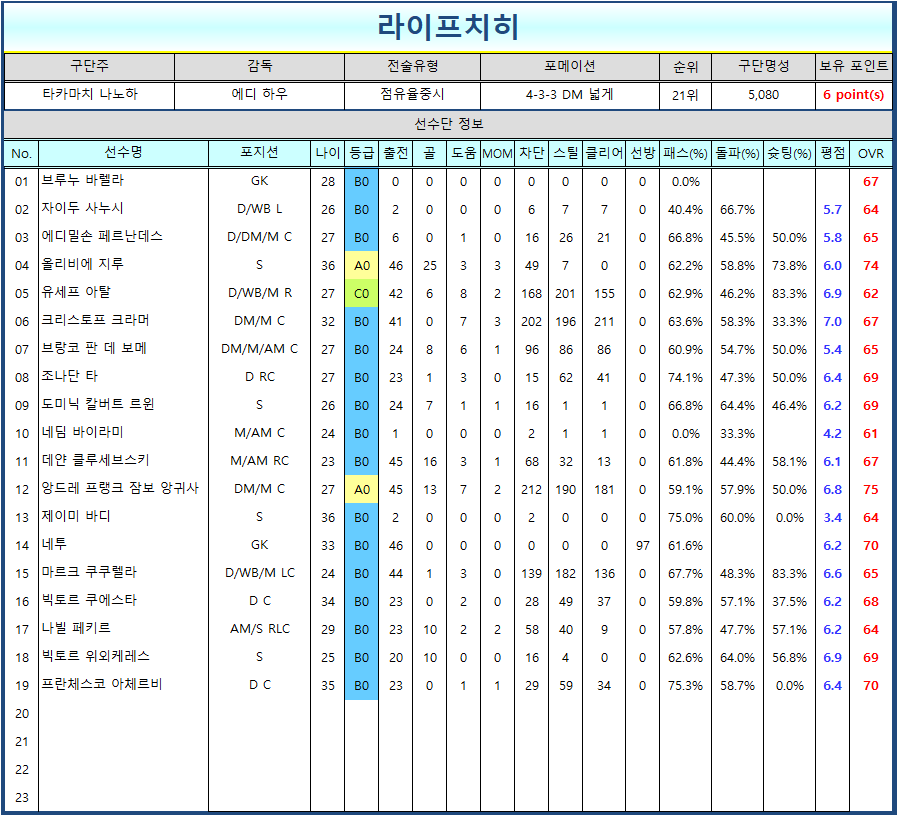 라이프치히
구단주 감독 전술유형 포메이션 순위 구단명성 보유 포인트
타카마치 나노하 에디 하우 점유율중시 4-3-3 DM 넓게 21위 5,080 6 point(s)
선수단 정보
No. 선수명 포지션 나이 등급 출전 골 도움 MOM 차단 스틸 클리어 선방 패스(%) 돌파(%) 슛팅(%) 평점 OVR
01 브루누 바렐라 GK 28 B0 0 0 0 0 0 0 0 0 0.0% 67
02 자이두 사누시 D/WB L 26 B0 2 0 0 0 6 7 7 0 40.4% 66.7% 5.7 64
03 에디밀손 페르난데스 D/DM/M C 27 B0 6 0 1 0 16 26 21 0 66.8% 45.5% 50.0% 5.8 65
04 올리비에 지루 S 36 A0 46 25 3 3 49 7 0 0 62.2% 58.8% 73.8% 6.0 74
05 유세프 아탈 D/WB/M R 27 C0 42 6 8 2 168 201 155 0 62.9% 46.2% 83.3% 6.9 62
06 크리스토프 크라머 DM/M C 32 B0 41 0 7 3 202 196 211 0 63.6% 58.3% 33.3% 7.0 67
07 브랑코 판 데 보메 DM/M/AM C 27 B0 24 8 6 1 96 86 86 0 60.9% 54.7% 50.0% 5.4 65
08 조나단 타 D RC 27 B0 23 1 3 0 15 62 41 0 74.1% 47.3% 50.0% 6.4 69
09 도미닉 칼버트 르윈 S 26 B0 24 7 1 1 16 1 1 0 66.8% 64.4% 46.4% 6.2 69
10 네딤 바이라미 M/AM C 24 B0 1 0 0 0 2 1 1 0 0.0% 33.3% 4.2 61
11 데얀 클루세브스키 M/AM RC 23 B0 45 16 3 1 68 32 13 0 61.8% 44.4% 58.1% 6.1 67
12 앙드레 프랭크 잠보 앙귀사 DM/M C 27 A0 45 13 7 2 212 190 181 0 59.1% 57.9% 50.0% 6.8 75
13 제이미 바디 S 36 B0 2 0 0 0 2 0 0 0 75.0% 60.0% 0.0% 3.4 64
14 네투 GK 33 B0 46 0 0 0 0 0 0 97 61.6% 6.2 70
15 마르크 쿠쿠렐라 D/WB/M LC 24 B0 44 1 3 0 139 182 136 0 67.7% 48.3% 83.3% 6.6 65
16 빅토르 쿠에스타 D C 34 B0 23 0 2 0 28 49 37 0 59.8% 57.1% 37.5% 6.2 68
17 나빌 페키르 AM/S RLC 29 B0 23 10 2 2 58 40 9 0 57.8% 47.7% 57.1% 6.2 64
18 빅토르 위외케레스 S 25 B0 20 10 0 0 16 4 0 0 62.6% 64.0% 56.8% 6.9 69
19 프란체스코 아체르비 D C 35 B0 23 0 1 1 29 59 34 0 75.3% 58.7% 0.0% 6.4 70
20
21
22
23